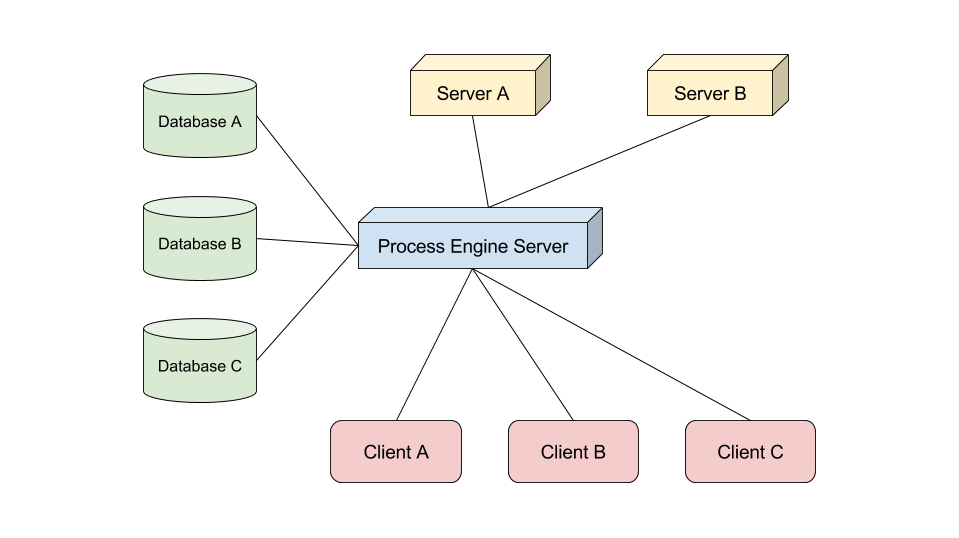 Server A
Server B
Database A
Database B
Process Engine Server
Database C
Client A
Client B
Client C